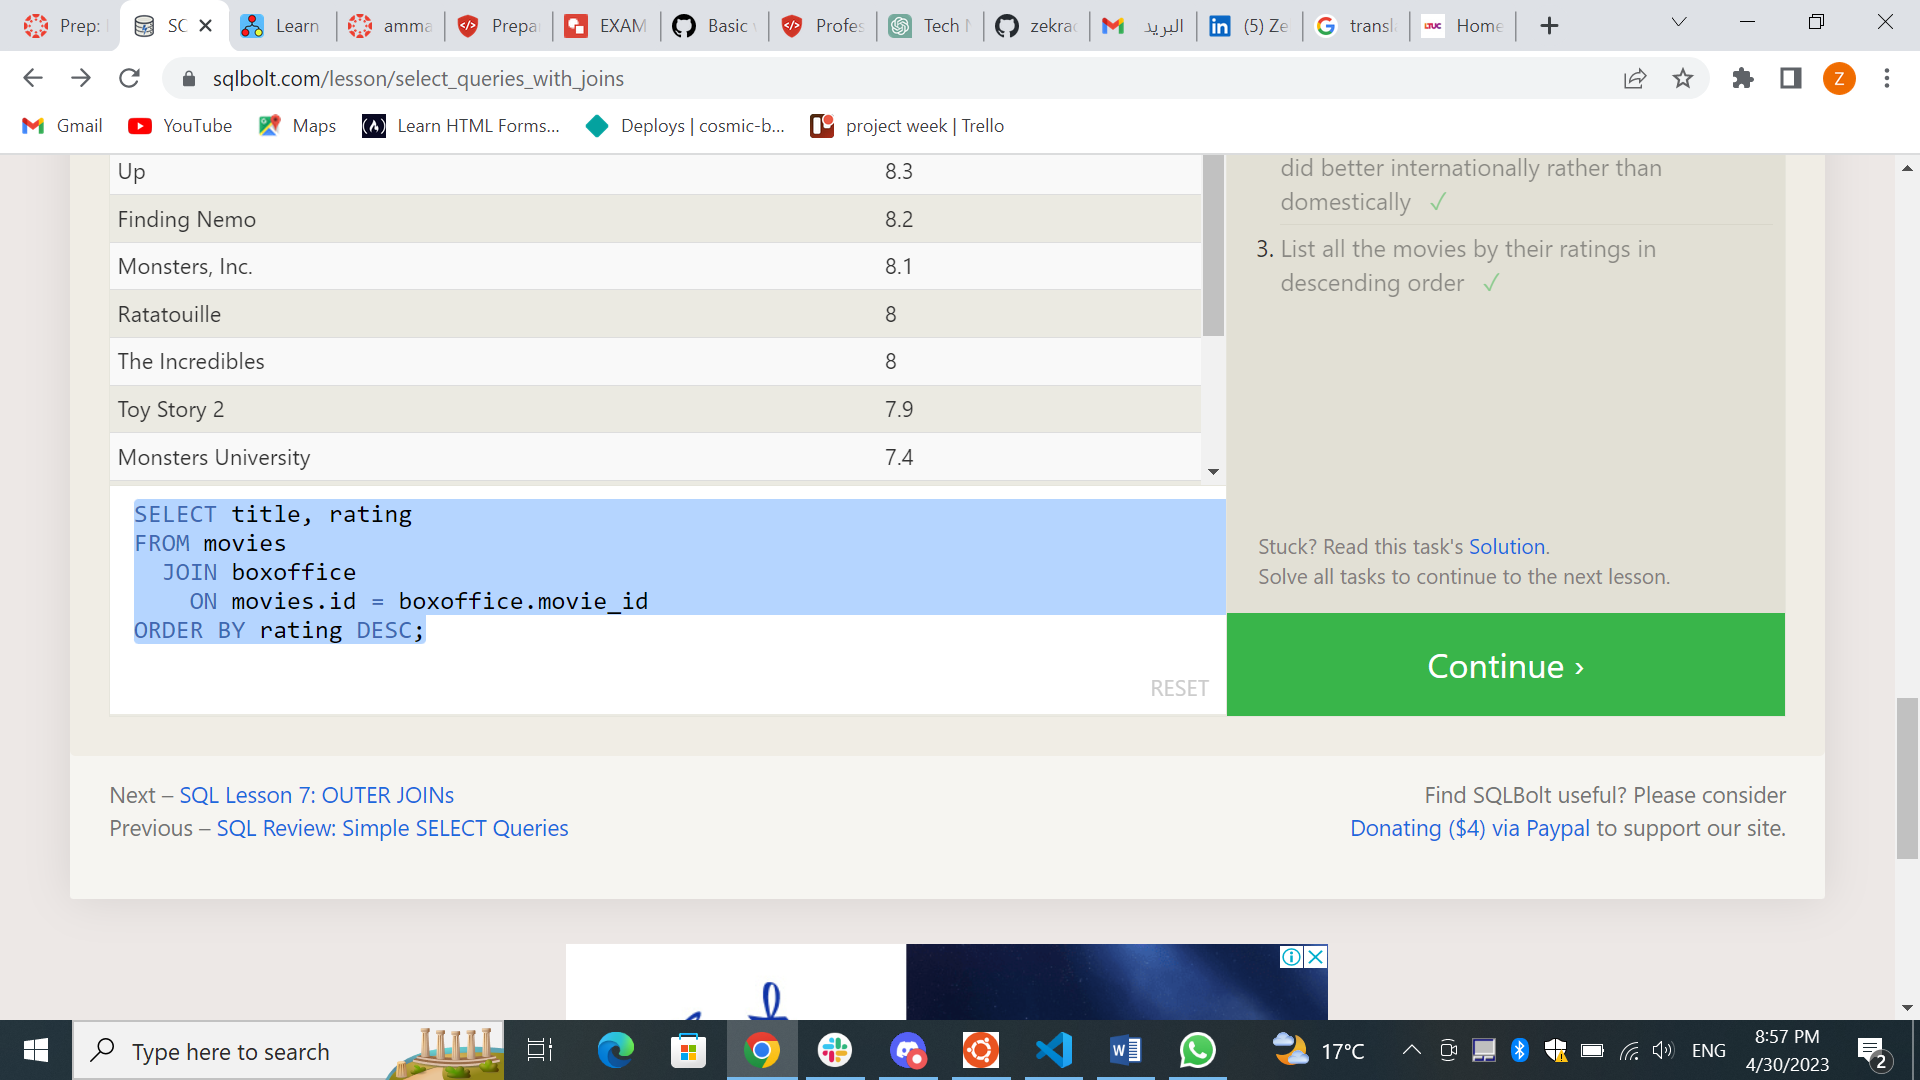 Prep:
SC
Learn
amma
Prepar
EXAM
Basic
Profes
Tech
zekra
البريد
(5) Ze
transl
LTUC Home
sqlbolt.com/lesson/select_queries_with_joins
Z
Gmail
YouTube
Maps
(A) Learn HTML Forms...
Deploys | cosmic-b...
project week | Trello
Up 8.3
Finding Nemo 8.2
Monsters, Inc. 8.1
Ratatouille 8
The Incredibles 8
Toy Story 2 7.9
Monsters University 7.4
did better internationally rather than
domestically ✓
3. List all the movies by their ratings in
descending order ✓
SELECT title, rating
FROM movies
JOIN boxoffice
ON movies.id = boxoffice.movie_id
ORDER BY rating DESC;
RESET
Stuck? Read this task's Solution.
Solve all tasks to continue to the next lesson.
Continue ›
Next – SQL Lesson 7: OUTER JOINs
Previous – SQL Review: Simple SELECT Queries
Find SQLBolt useful? Please consider
Donating ($4) via Paypal to support our site.
Type here to search
17°C
ENG
8:57 PM
4/30/2023
2